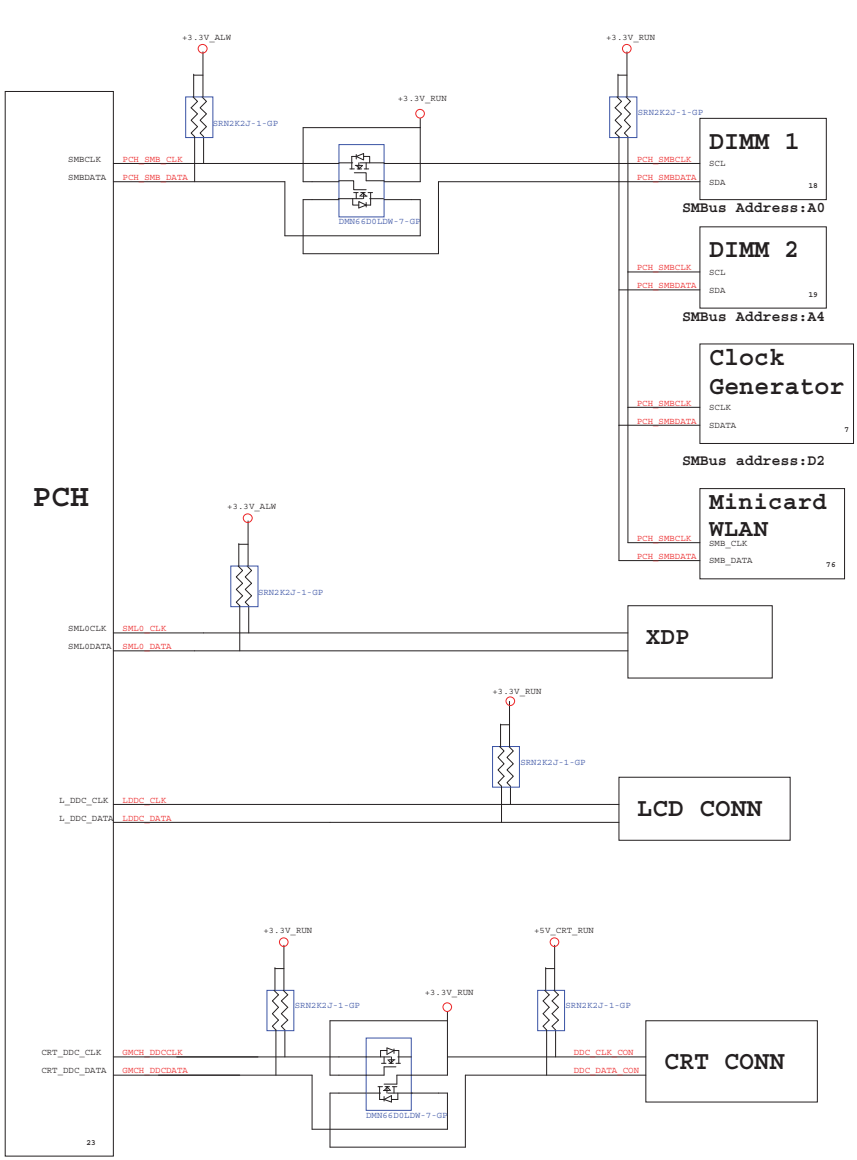 +3.3V_ALW
+3.3V_RUN
+3.3V_RUN
SRN2K2J-1-GP
SRN2K2J-1-GP
DIMM 1
SMBCLK PCH_SMB_CLK
PCH_SMBCLK SCL
SMBDATA PCH_SMB_DATA
PCH_SMBDATA SDA
18
SMBus Address:A0
DMN66D0LDW-7-GP
DIMM 2
PCH_SMBCLK SCL
PCH_SMBDATA SDA
19
SMBus Address:A4
Clock
Generator
PCH_SMBCLK SCLK
PCH_SMBDATA SDATA
7
SMBus address:D2
PCH
Minicard
WLAN
PCH_SMBCLK SMB_CLK
PCH_SMBDATA SMB_DATA
76
+3.3V_ALW
SRN2K2J-1-GP
SML0CLK SML0_CLK
SML0DATA SML0_DATA
XDP
+3.3V_RUN
SRN2K2J-1-GP
L_DDC_CLK LDDC_CLK
L_DDC_DATA LDDC_DATA
LCD CONN
+3.3V_RUN
+5V_CRT_RUN
+3.3V_RUN
SRN2K2J-1-GP
SRN2K2J-1-GP
CRT_DDC_CLK GMCH_DDCCLK
DDC_CLK_CON
CRT_DDC_DATA GMCH_DDCDATA
DDC_DATA_CON
CRT CONN
DMN66D0LDW-7-GP
23